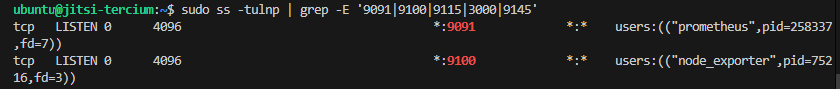 ubuntu@jitsi-tercium:~$ sudo ss -tulnp | grep -E '9091|9100|9115|3000|9145'
tcp   LISTEN 0      4096                                *:9091             *:*    users:(("prometheus",pid=258337
,fd=7))
tcp   LISTEN 0      4096                                *:9100             *:*    users:(("node_exporter",pid=752
16,fd=3))